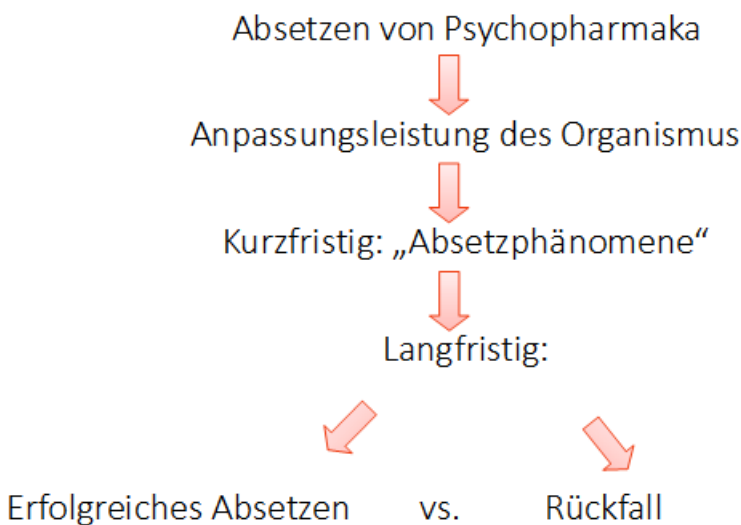 Absetzen von Psychopharmaka
Anpassungsleistung des Organismus
Kurzfristig: „Absetzphänomene“
Langfristig:
Erfolgreiches Absetzen vs. Rückfall